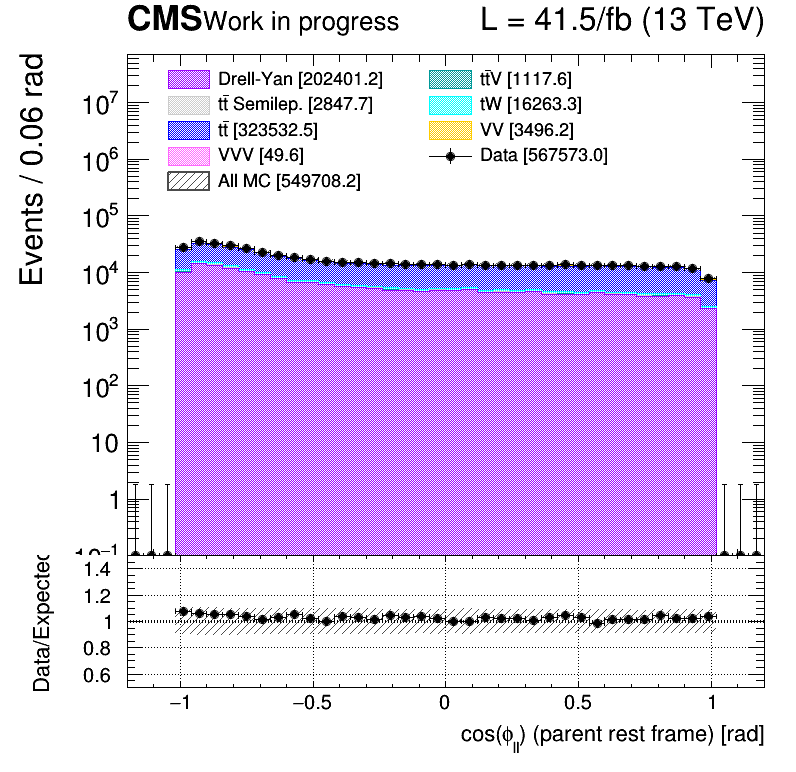 CMS Work in progress L = 41.5/fb (13 TeV)
Events / 0.06 rad
Drell-Yan [202401.2]
tt̄ Semilep. [2847.7]
tt̄ [323532.5]
VVV [49.6]
All MC [549708.2]
tt̄V [1117.6]
tW [16263.3]
VV [3496.2]
Data [567573.0]
10⁷
10⁶
10⁵
10⁴
10³
10²
10
1
10⁻¹
Data/Expected
1.4
1.2
1
0.8
0.6
−1 −0.5 0 0.5 1
cos(ϕ_ll) (parent rest frame) [rad]